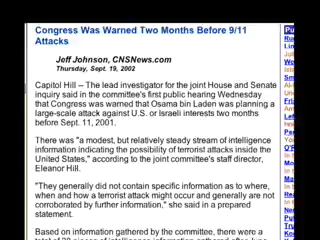 Congress Was Warned Two Months Before 9/11
Attacks
Jeff Johnson, CNSNews.com
Thursday, Sept. 19, 2002
Capitol Hill -- The lead investigator for the joint House and Senate
inquiry said in the committee's first public hearing Wednesday
that Congress was warned that Osama bin Laden was planning a
large-scale attack against U.S. or Israeli interests two months
before Sept. 11, 2001.
There was "a modest, but relatively steady stream of intelligence
information indicating the possibility of terrorist attacks inside the
United States," according to the joint committee's staff director,
Eleanor Hill.
"They generally did not contain specific information as to where,
when and how a terrorist attack might occur and generally are not
corroborated by further information," she said in a prepared
statement.
Based on information gathered by the committee, there were a